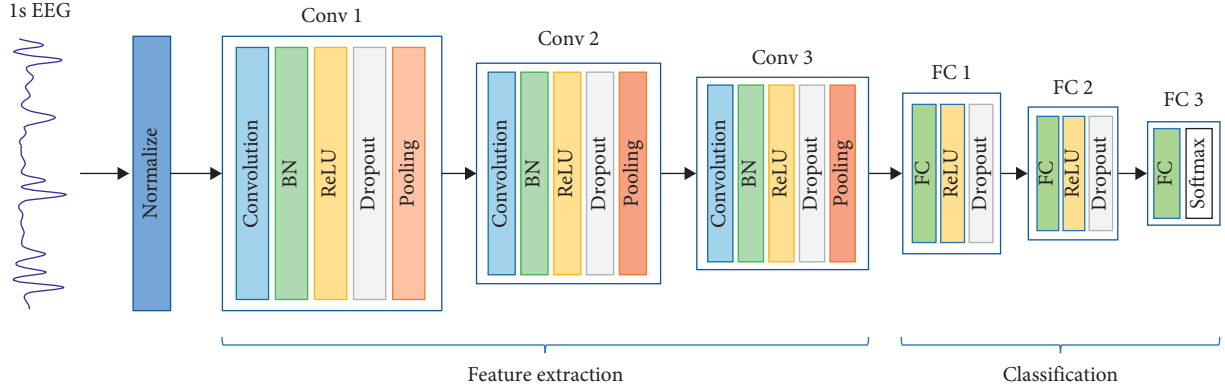 1s EEG
Normalize
Conv 1
Convolution
BN
ReLU
Dropout
Pooling
Conv 2
Convolution
BN
ReLU
Dropout
Pooling
Conv 3
Convolution
BN
ReLU
Dropout
Pooling
FC 1
FC
ReLU
Dropout
FC 2
FC
ReLU
Dropout
FC 3
FC
Softmax
Feature extraction
Classification